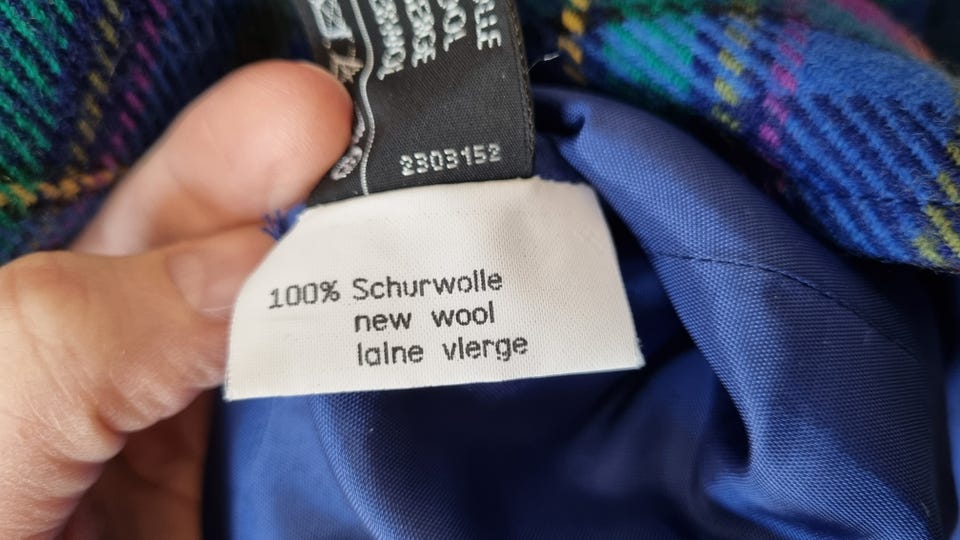 2303152
100% Schurwolle
new wool
laine vierge